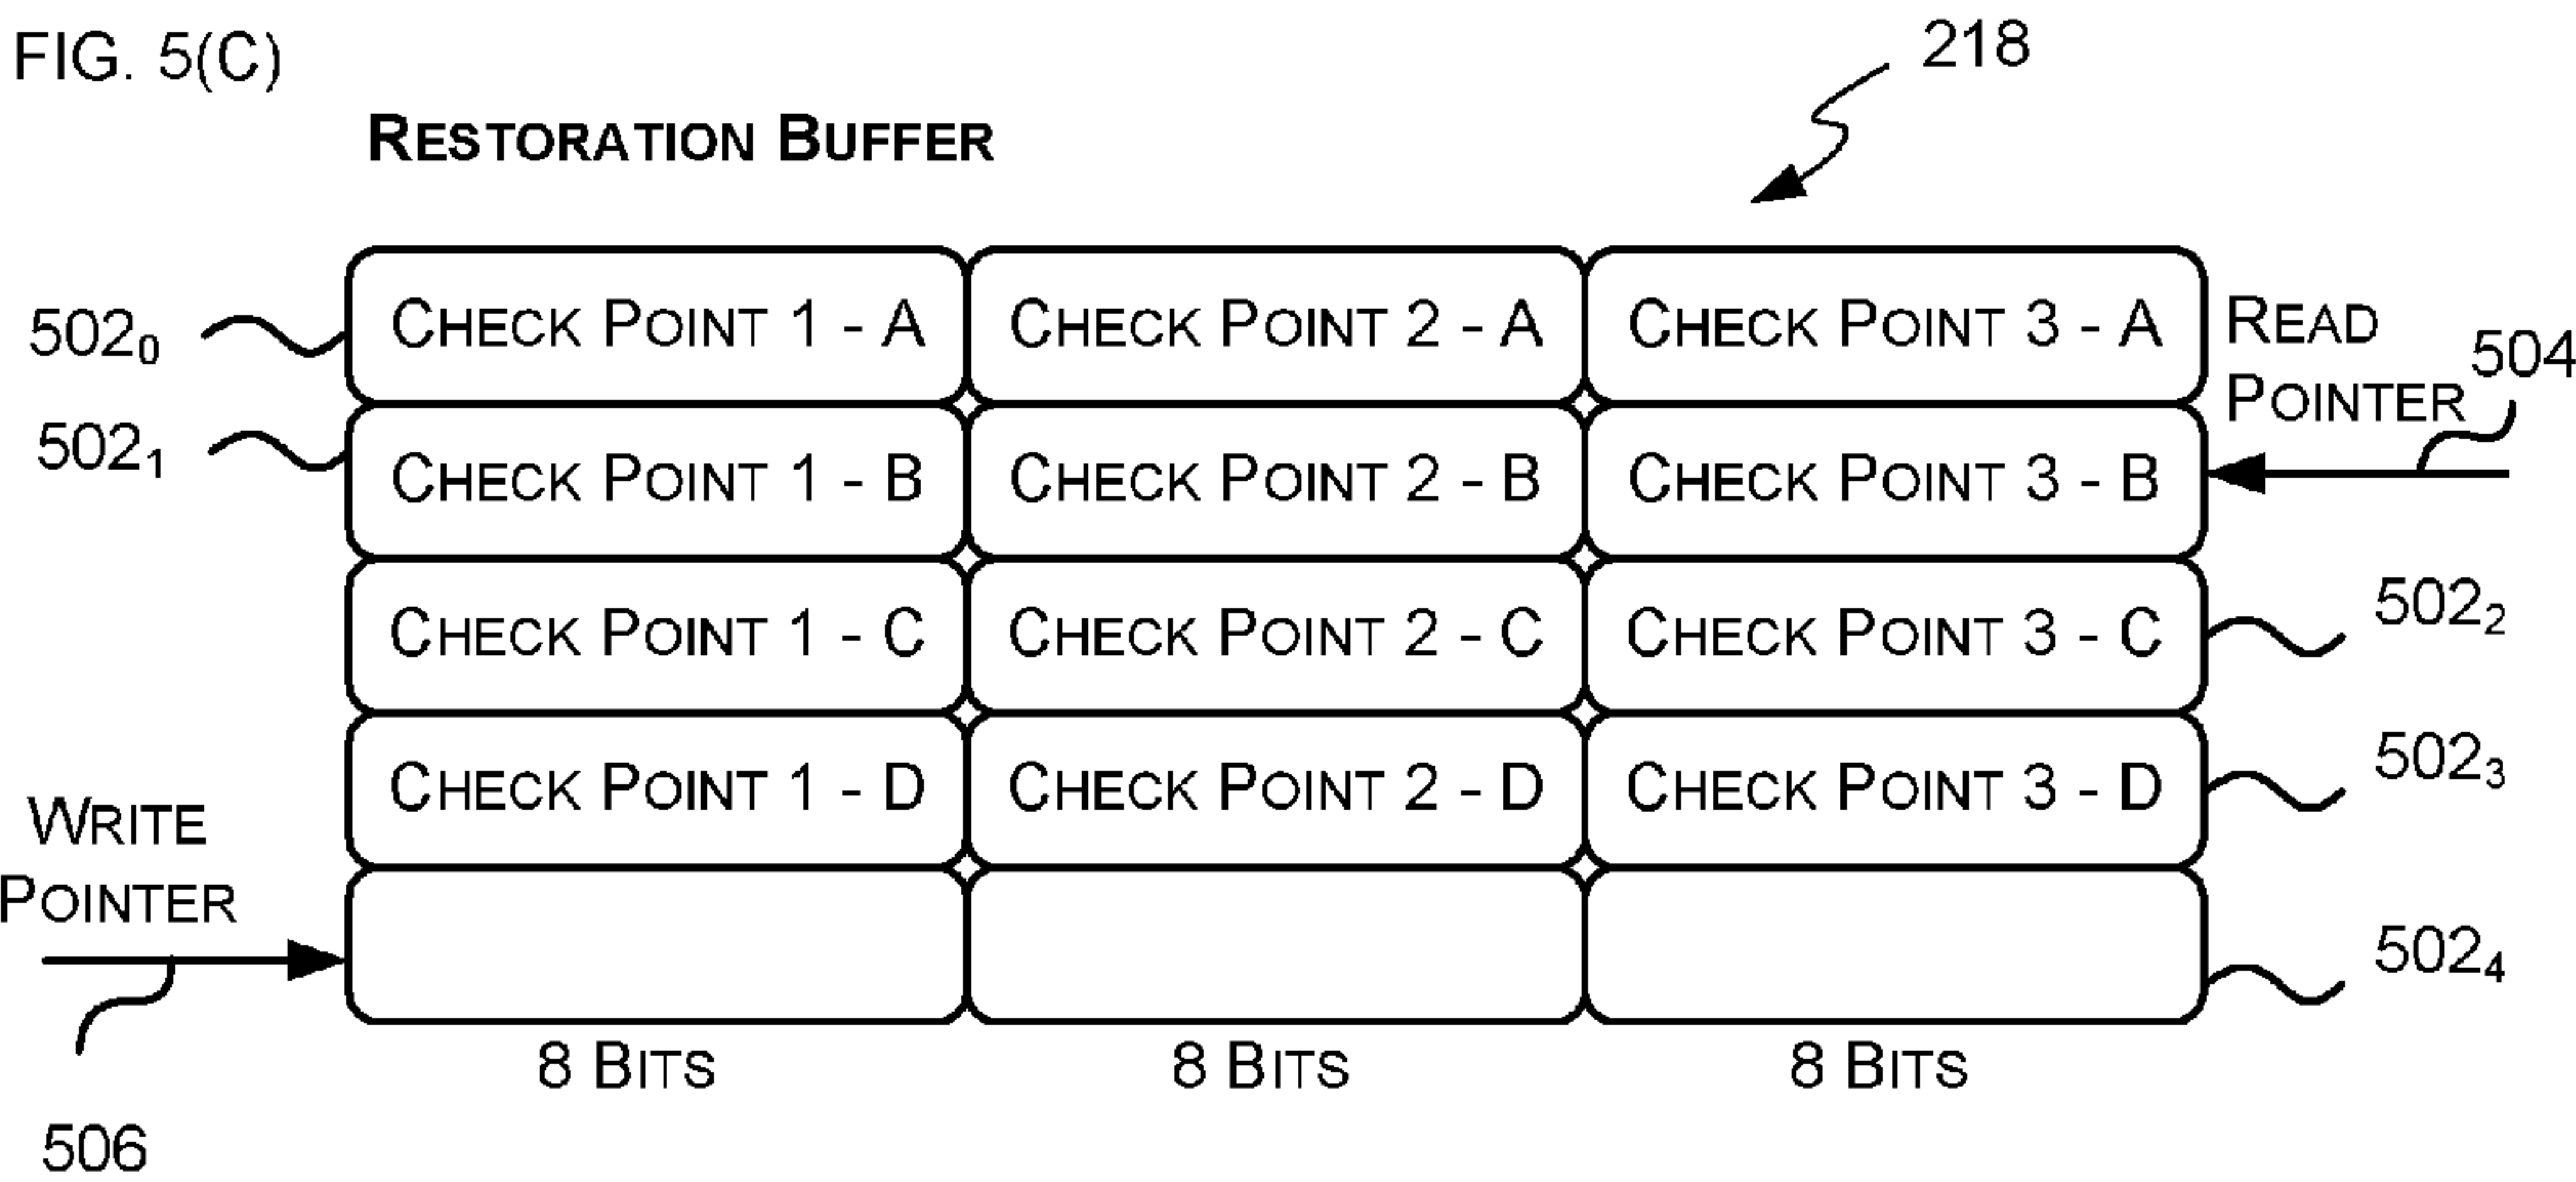 FIG. 5(C)
218
RESTORATION BUFFER
502₀ CHECK POINT 1 - A CHECK POINT 2 - A CHECK POINT 3 - A READ POINTER 504
502₁ CHECK POINT 1 - B CHECK POINT 2 - B CHECK POINT 3 - B
CHECK POINT 1 - C CHECK POINT 2 - C CHECK POINT 3 - C 502₂
CHECK POINT 1 - D CHECK POINT 2 - D CHECK POINT 3 - D 502₃
WRITE
POINTER
502₄
8 BITS 8 BITS 8 BITS
506